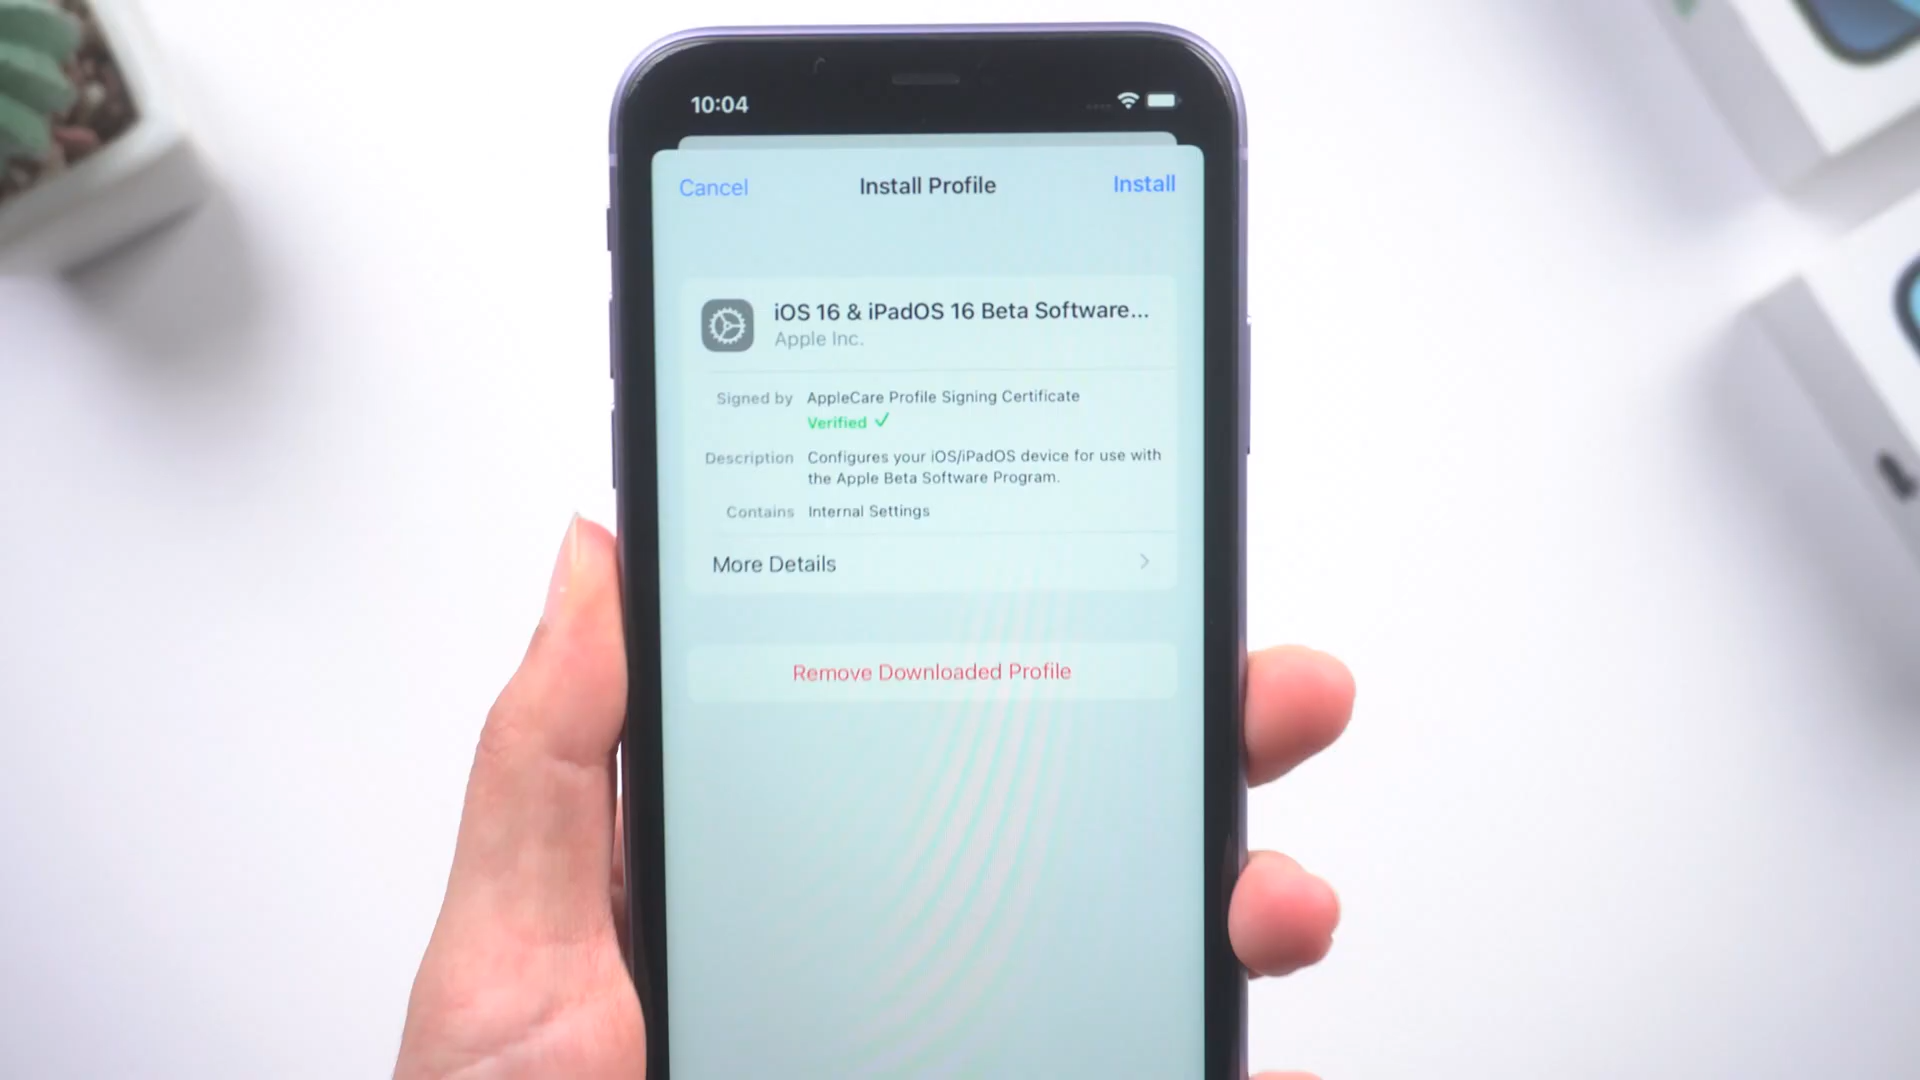 10:04
Cancel
Install Profile
Install
iOS 16 & iPadOS 16 Beta Software...
Apple Inc.
Signed by
AppleCare Profile Signing Certificate
Verified ✓
Description
Configures your iOS/iPadOS device for use with
the Apple Beta Software Program.
Contains
Internal Settings
More Details
Remove Downloaded Profile